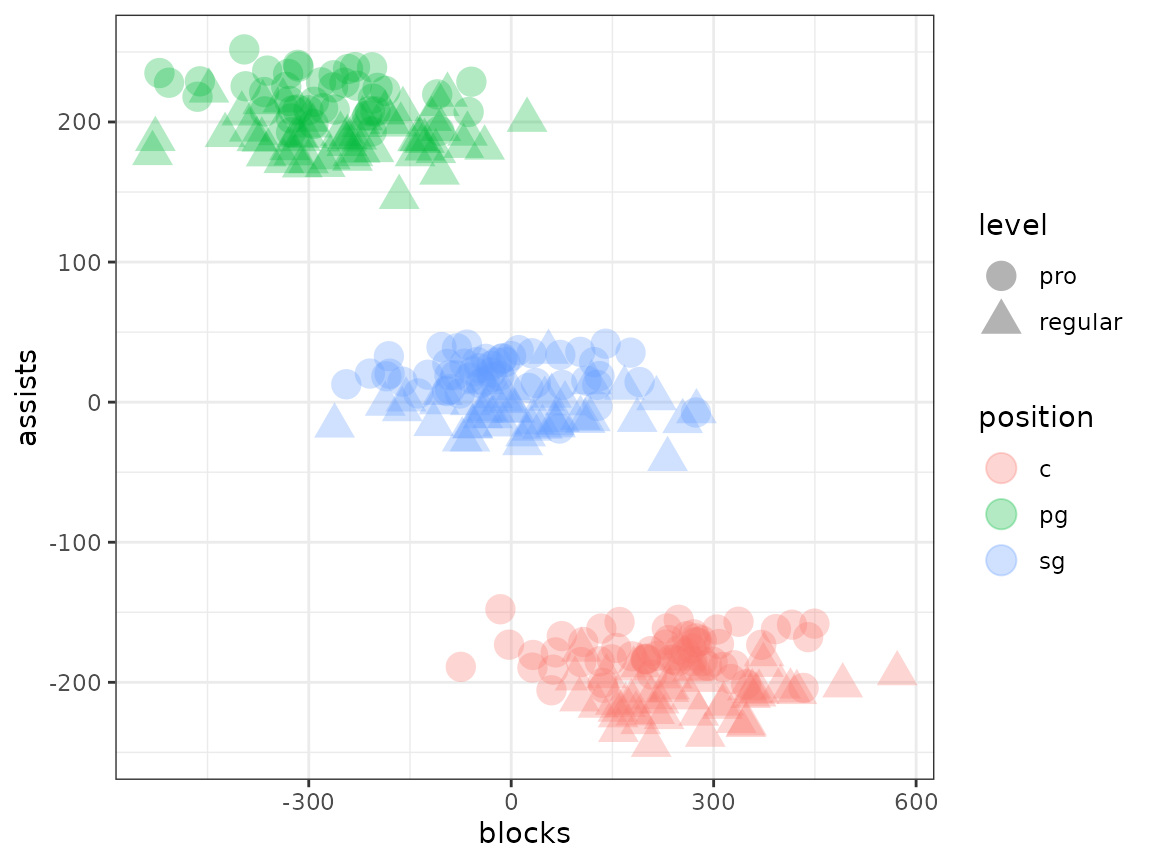 200
100
0
-100
-200
assists
-300
0
300
600
blocks
level
pro
regular
position
c
pg
sg